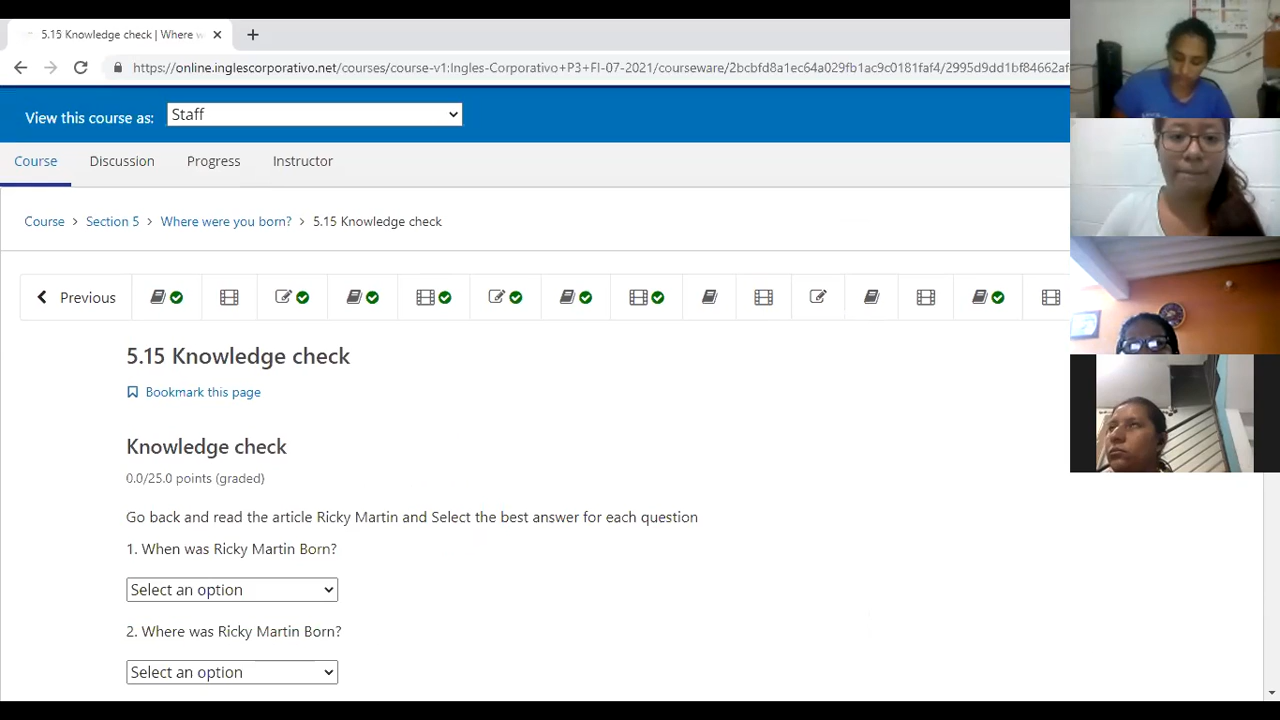 5.15 Knowledge check | Where w
https://online.inglescorporativo.net/courses/course-v1:Ingles-Corporativo+P3+FI-07-2021/courseware/2bcbfd8a1ec64a029fb1ac9c0181faf4/2995d9dd1bf84662af
View this course as:
Staff
Course
Discussion
Progress
Instructor
Course > Section 5 > Where were you born? > 5.15 Knowledge check
Previous
5.15 Knowledge check
Bookmark this page
Knowledge check
0.0/25.0 points (graded)
Go back and read the article Ricky Martin and Select the best answer for each question
1. When was Ricky Martin Born?
Select an option
2. Where was Ricky Martin Born?
Select an option